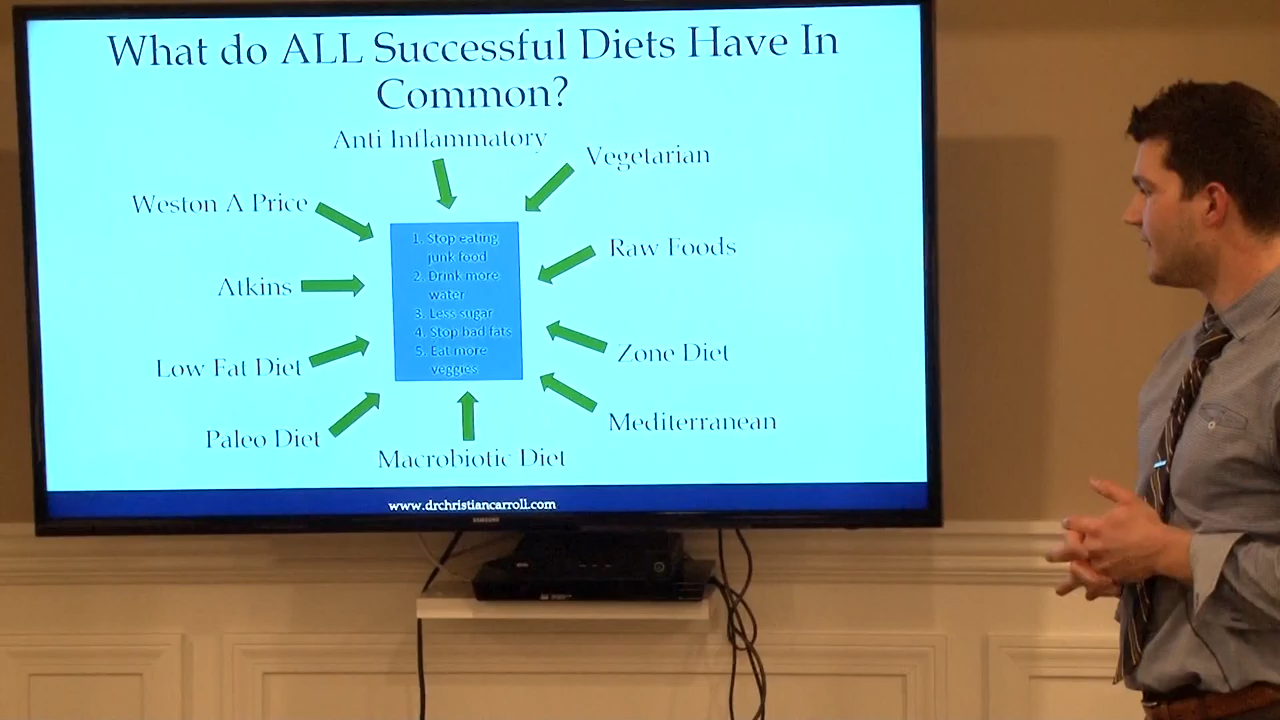 What do ALL Successful Diets Have In
Common?
Anti Inflammatory
Vegetarian
Weston A Price
Raw Foods
Atkins
Zone Diet
Low Fat Diet
Mediterranean
Paleo Diet
Macrobiotic Diet
1. Stop eating
junk food
2. Drink more
water
3. Less sugar
4. Stop bad fats
5. Eat more
veggies
www.drchristiancarroll.com
SAMSUNG